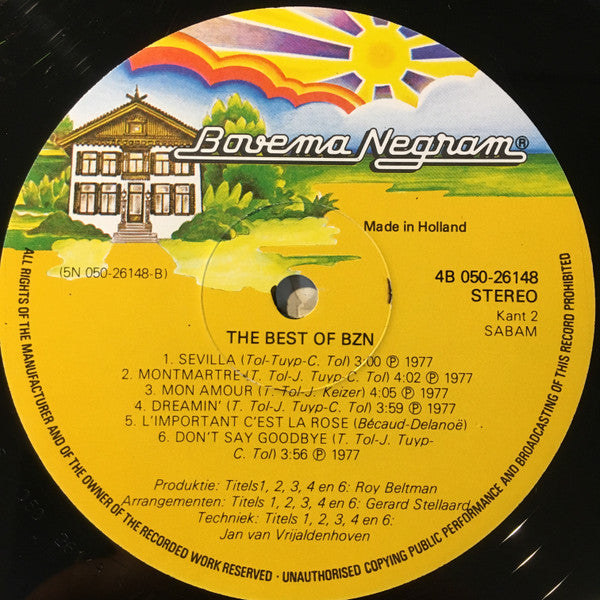 Bovema Negram®
Made in Holland
(5N 050-26148-B)
4B 050-26148
STEREO
Kant 2
SABAM
THE BEST OF BZN
1. SEVILLA (Tol-Tuyp-C. Tol) 3:00 Ⓟ 1977
2. MONTMARTRE (T. Tol-J. Tuyp-C. Tol) 4:02 Ⓟ 1977
3. MON AMOUR (T. Tol-J. Keizer) 4:05 Ⓟ 1977
4. DREAMIN' (T. Tol-J. Tuyp-C. Tol) 3:59 Ⓟ 1977
5. L'IMPORTANT C'EST LA ROSE (Bécaud-Delanoë)
6. DON'T SAY GOODBYE (T. Tol-J. Tuyp-
C. Tol) 3:56 Ⓟ 1977
Produktie: Titels 1, 2, 3, 4 en 6: Roy Beltman
Arrangementen: Titels 1, 2, 3, 4 en 6: Gerard Stellaard
Techniek: Titels 1, 2, 3, 4 en 6:
Jan van Vrijaldenhoven
ALL RIGHTS OF THE MANUFACTURER AND OF THE OWNER OF THE RECORDED WORK RESERVED · UNAUTHORISED COPYING PUBLIC PERFORMANCE AND BROADCASTING OF THIS RECORD PROHIBITED